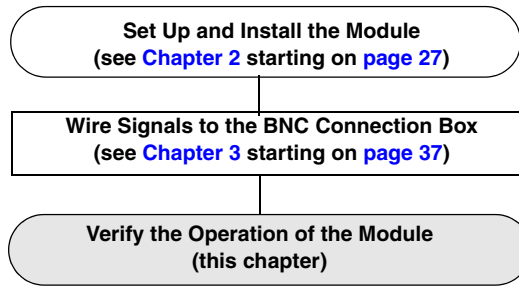 Set Up and Install the Module
(see Chapter 2 starting on page 27)
Wire Signals to the BNC Connection Box
(see Chapter 3 starting on page 37)
Verify the Operation of the Module
(this chapter)